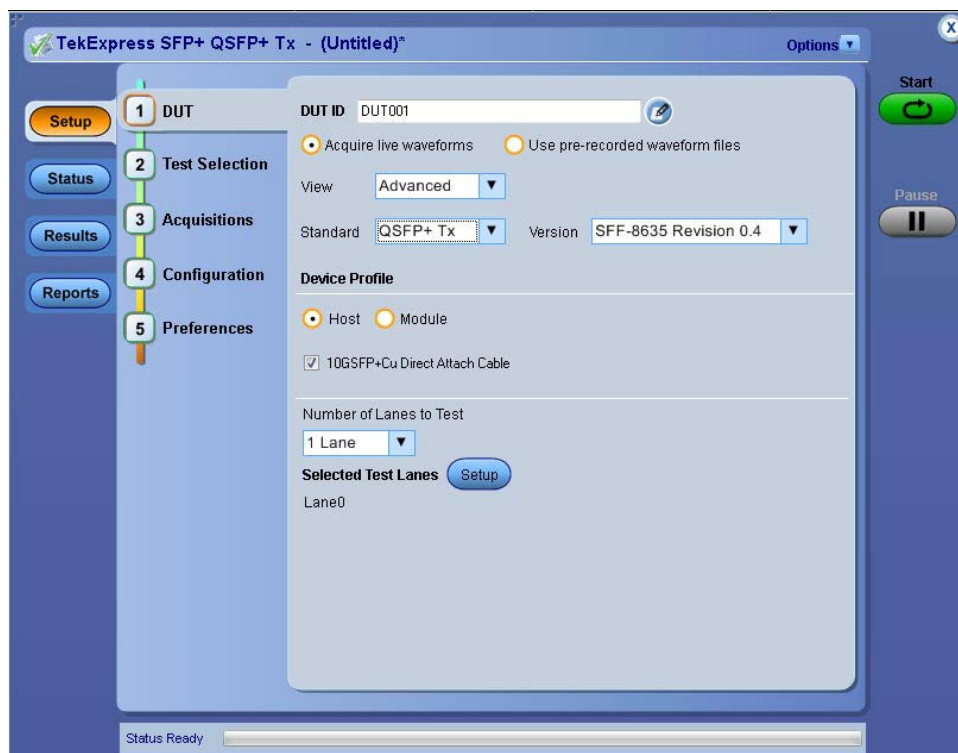 TekExpress SFP+ QSFP+ Tx - (Untitled)*
Options
X
Start
Pause
Setup
Status
Results
Reports
1 DUT
2 Test Selection
3 Acquisitions
4 Configuration
5 Preferences
DUT ID DUT001
Acquire live waveforms Use pre-recorded waveform files
View Advanced
Standard QSFP+ Tx Version SFF-8635 Revision 0.4
Device Profile
Host Module
10GSFP+Cu Direct Attach Cable
Number of Lanes to Test
1 Lane
Selected Test Lanes Setup
Lane0
Status Ready